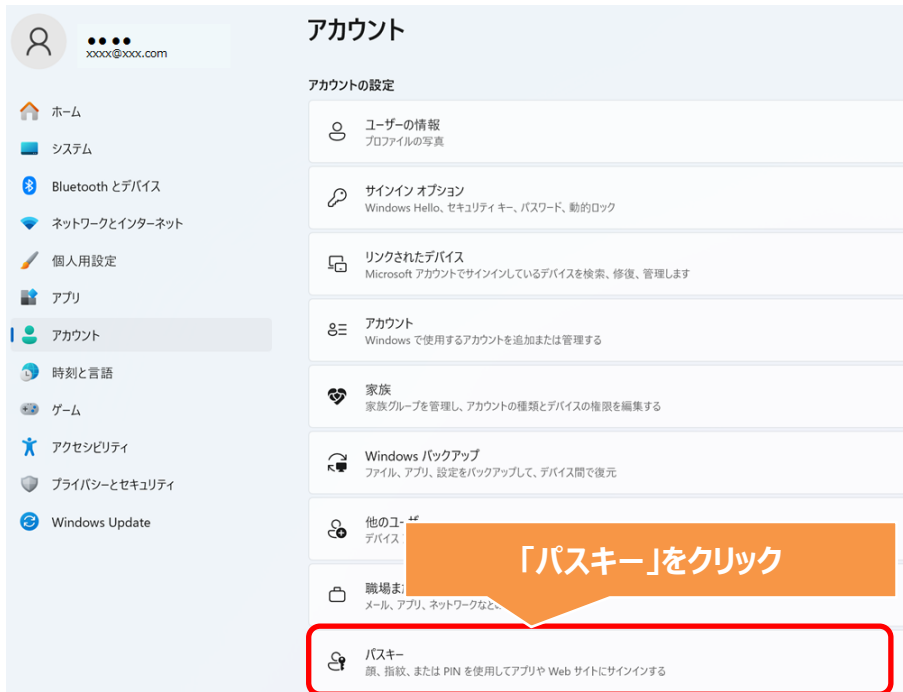 ●●●●
xxxx@xxx.com
ホーム
システム
Bluetooth とデバイス
ネットワークとインターネット
個人用設定
アプリ
アカウント
時刻と言語
ゲーム
アクセシビリティ
プライバシーとセキュリティ
Windows Update
アカウント
アカウントの設定
ユーザーの情報
プロファイルの写真
サインイン オプション
Windows Hello、セキュリティ キー、パスワード、動的ロック
リンクされたデバイス
Microsoft アカウントでサインインしているデバイスを検索、修復、管理します
アカウント
Windows で使用するアカウントを追加または管理する
家族
家族グループを管理し、アカウントの種類とデバイスの権限を編集する
Windows バックアップ
ファイル、アプリ、設定をバックアップして、デバイス間で復元
他のユーザー
デバイス
「パスキー」をクリック
職場ま
メール、アプリ、ネットワークなど
パスキー
顔、指紋、または PIN を使用してアプリや Web サイトにサインインする